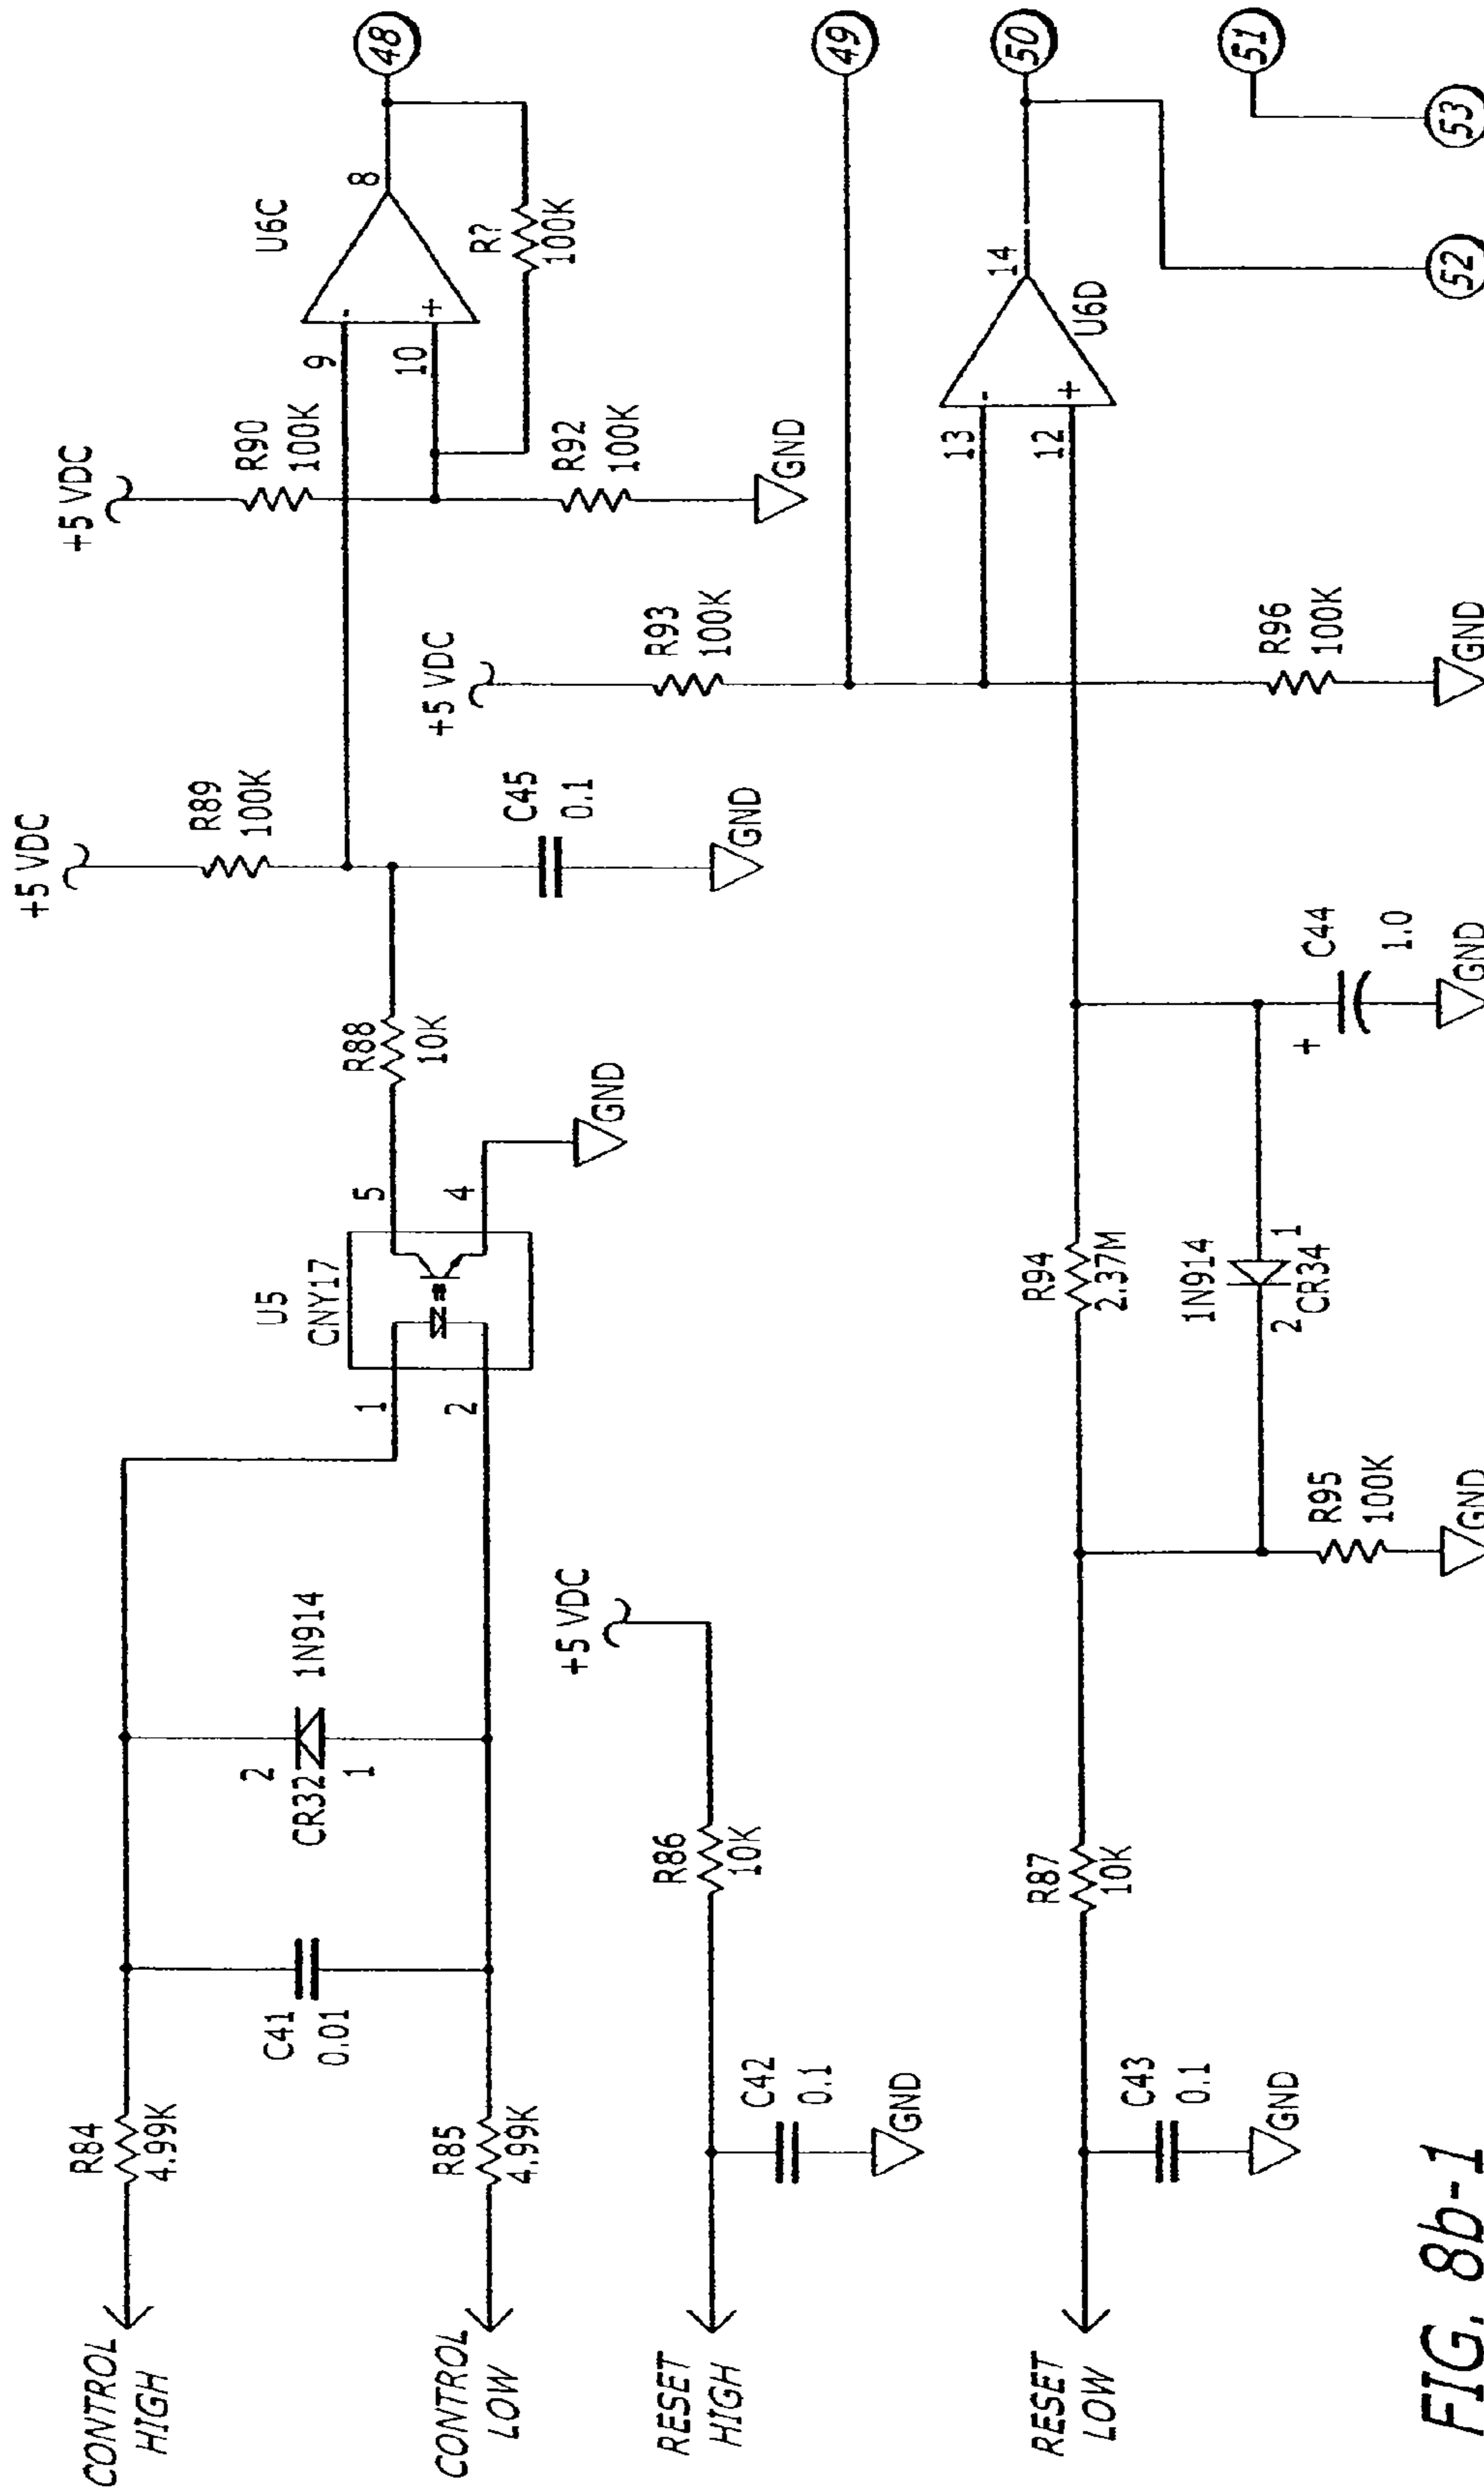 CONTROL
HIGH
R84
4.99K
C41
0.01
2
CR32
1
1N914
CONTROL
LOW
R85
4.99K
U5
CNY17
1
2
5
4
GND
R88
10K
+5 VDC
R89
100K
C45
0.1
GND
+5 VDC
R90
100K
R92
100K
GND
9
10
U6C
8
R?
100K
48
RESET
HIGH
C42
0.1
GND
R86
10K
+5 VDC
+5 VDC
R93
100K
49
RESET
LOW
C43
0.1
GND
R87
10K
R94
2.37M
1N914
2
1
CR34
R95
100K
GND
C44
+
1.0
GND
R96
100K
GND
13
12
-
+
-
+
14
U6D
50
51
52
53
FIG. 8b-1